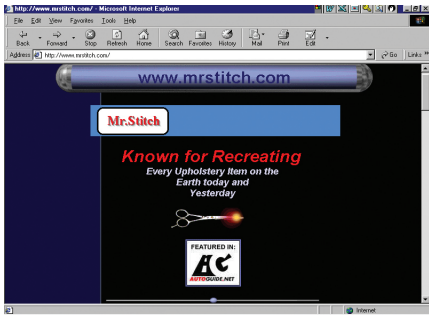 http://www.mrstitch.com/ - Microsoft Internet Explorer
File Edit View Favorites Tools Help
Back Forward Stop Refresh Home Search Favorites History Mail Print Edit
Address http://www.mrstitch.com/ Go Links »
www.mrstitch.com
Mr.Stitch
Known for Recreating
Every Upholstery Item on the
Earth today and
Yesterday
FEATURED IN:
AG
AUTOGUIDE.NET
Internet